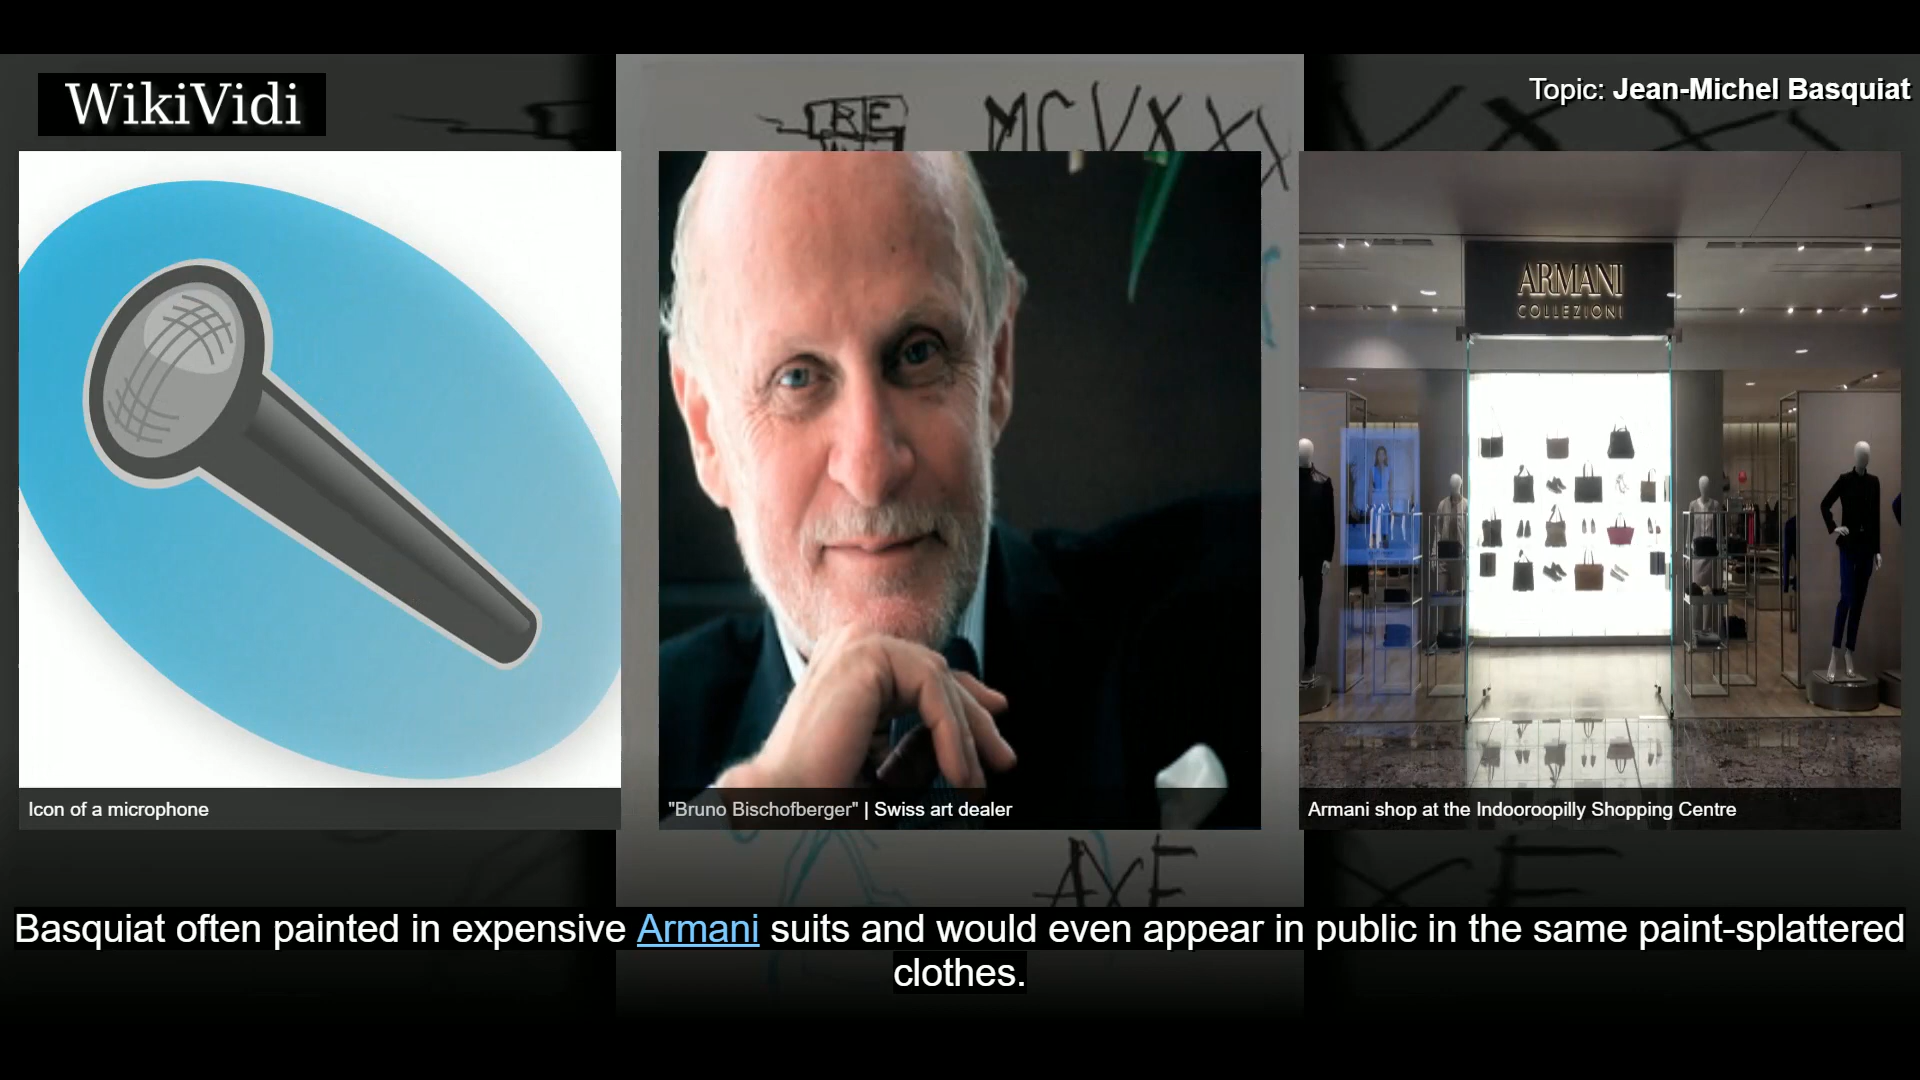 WikiVidi
Topic: Jean-Michel Basquiat
MCVXXX
ARMANI
COLLEZIONI
Icon of a microphone
"Bruno Bischofberger" | Swiss art dealer
Armani shop at the Indooroopilly Shopping Centre
AXE
Basquiat often painted in expensive Armani suits and would even appear in public in the same paint-splattered
clothes.